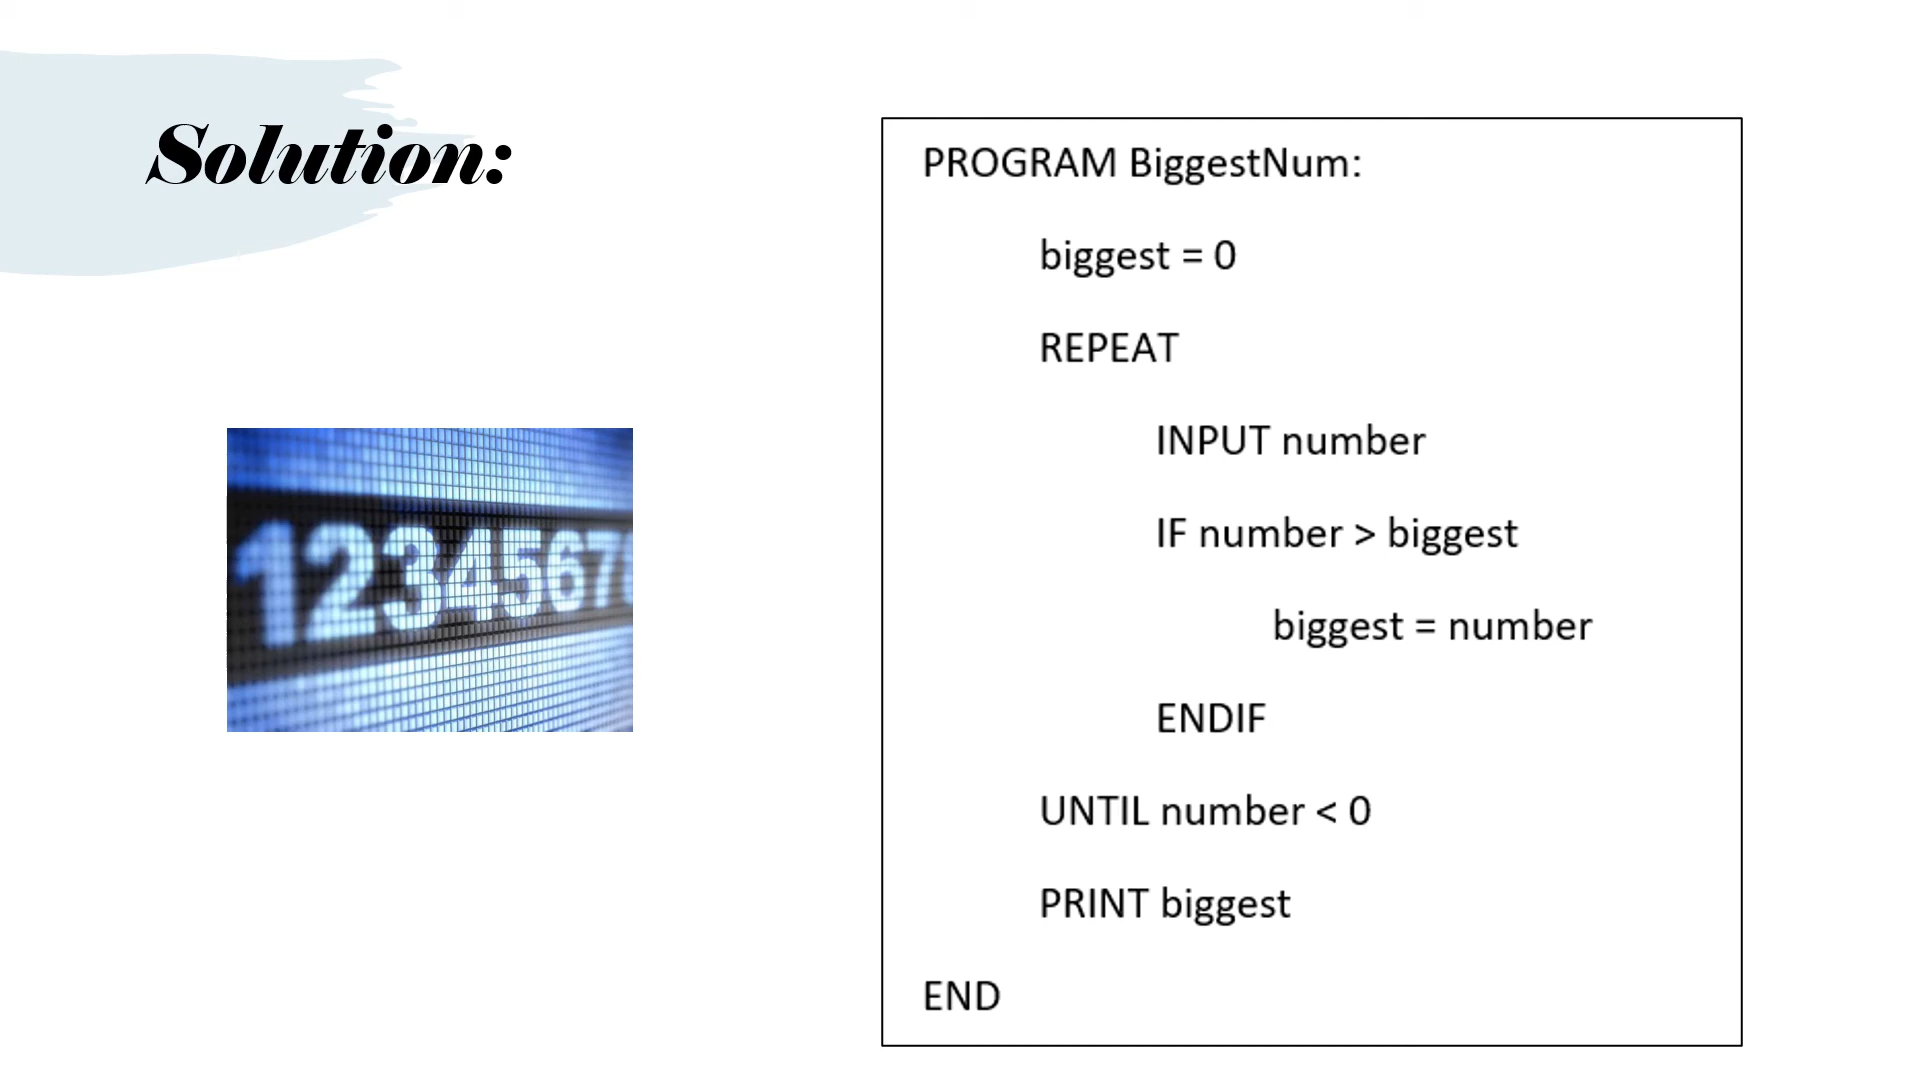 Solution:
1234567
PROGRAM BiggestNum:
biggest = 0
REPEAT
INPUT number
IF number > biggest
biggest = number
ENDIF
UNTIL number < 0
PRINT biggest
END